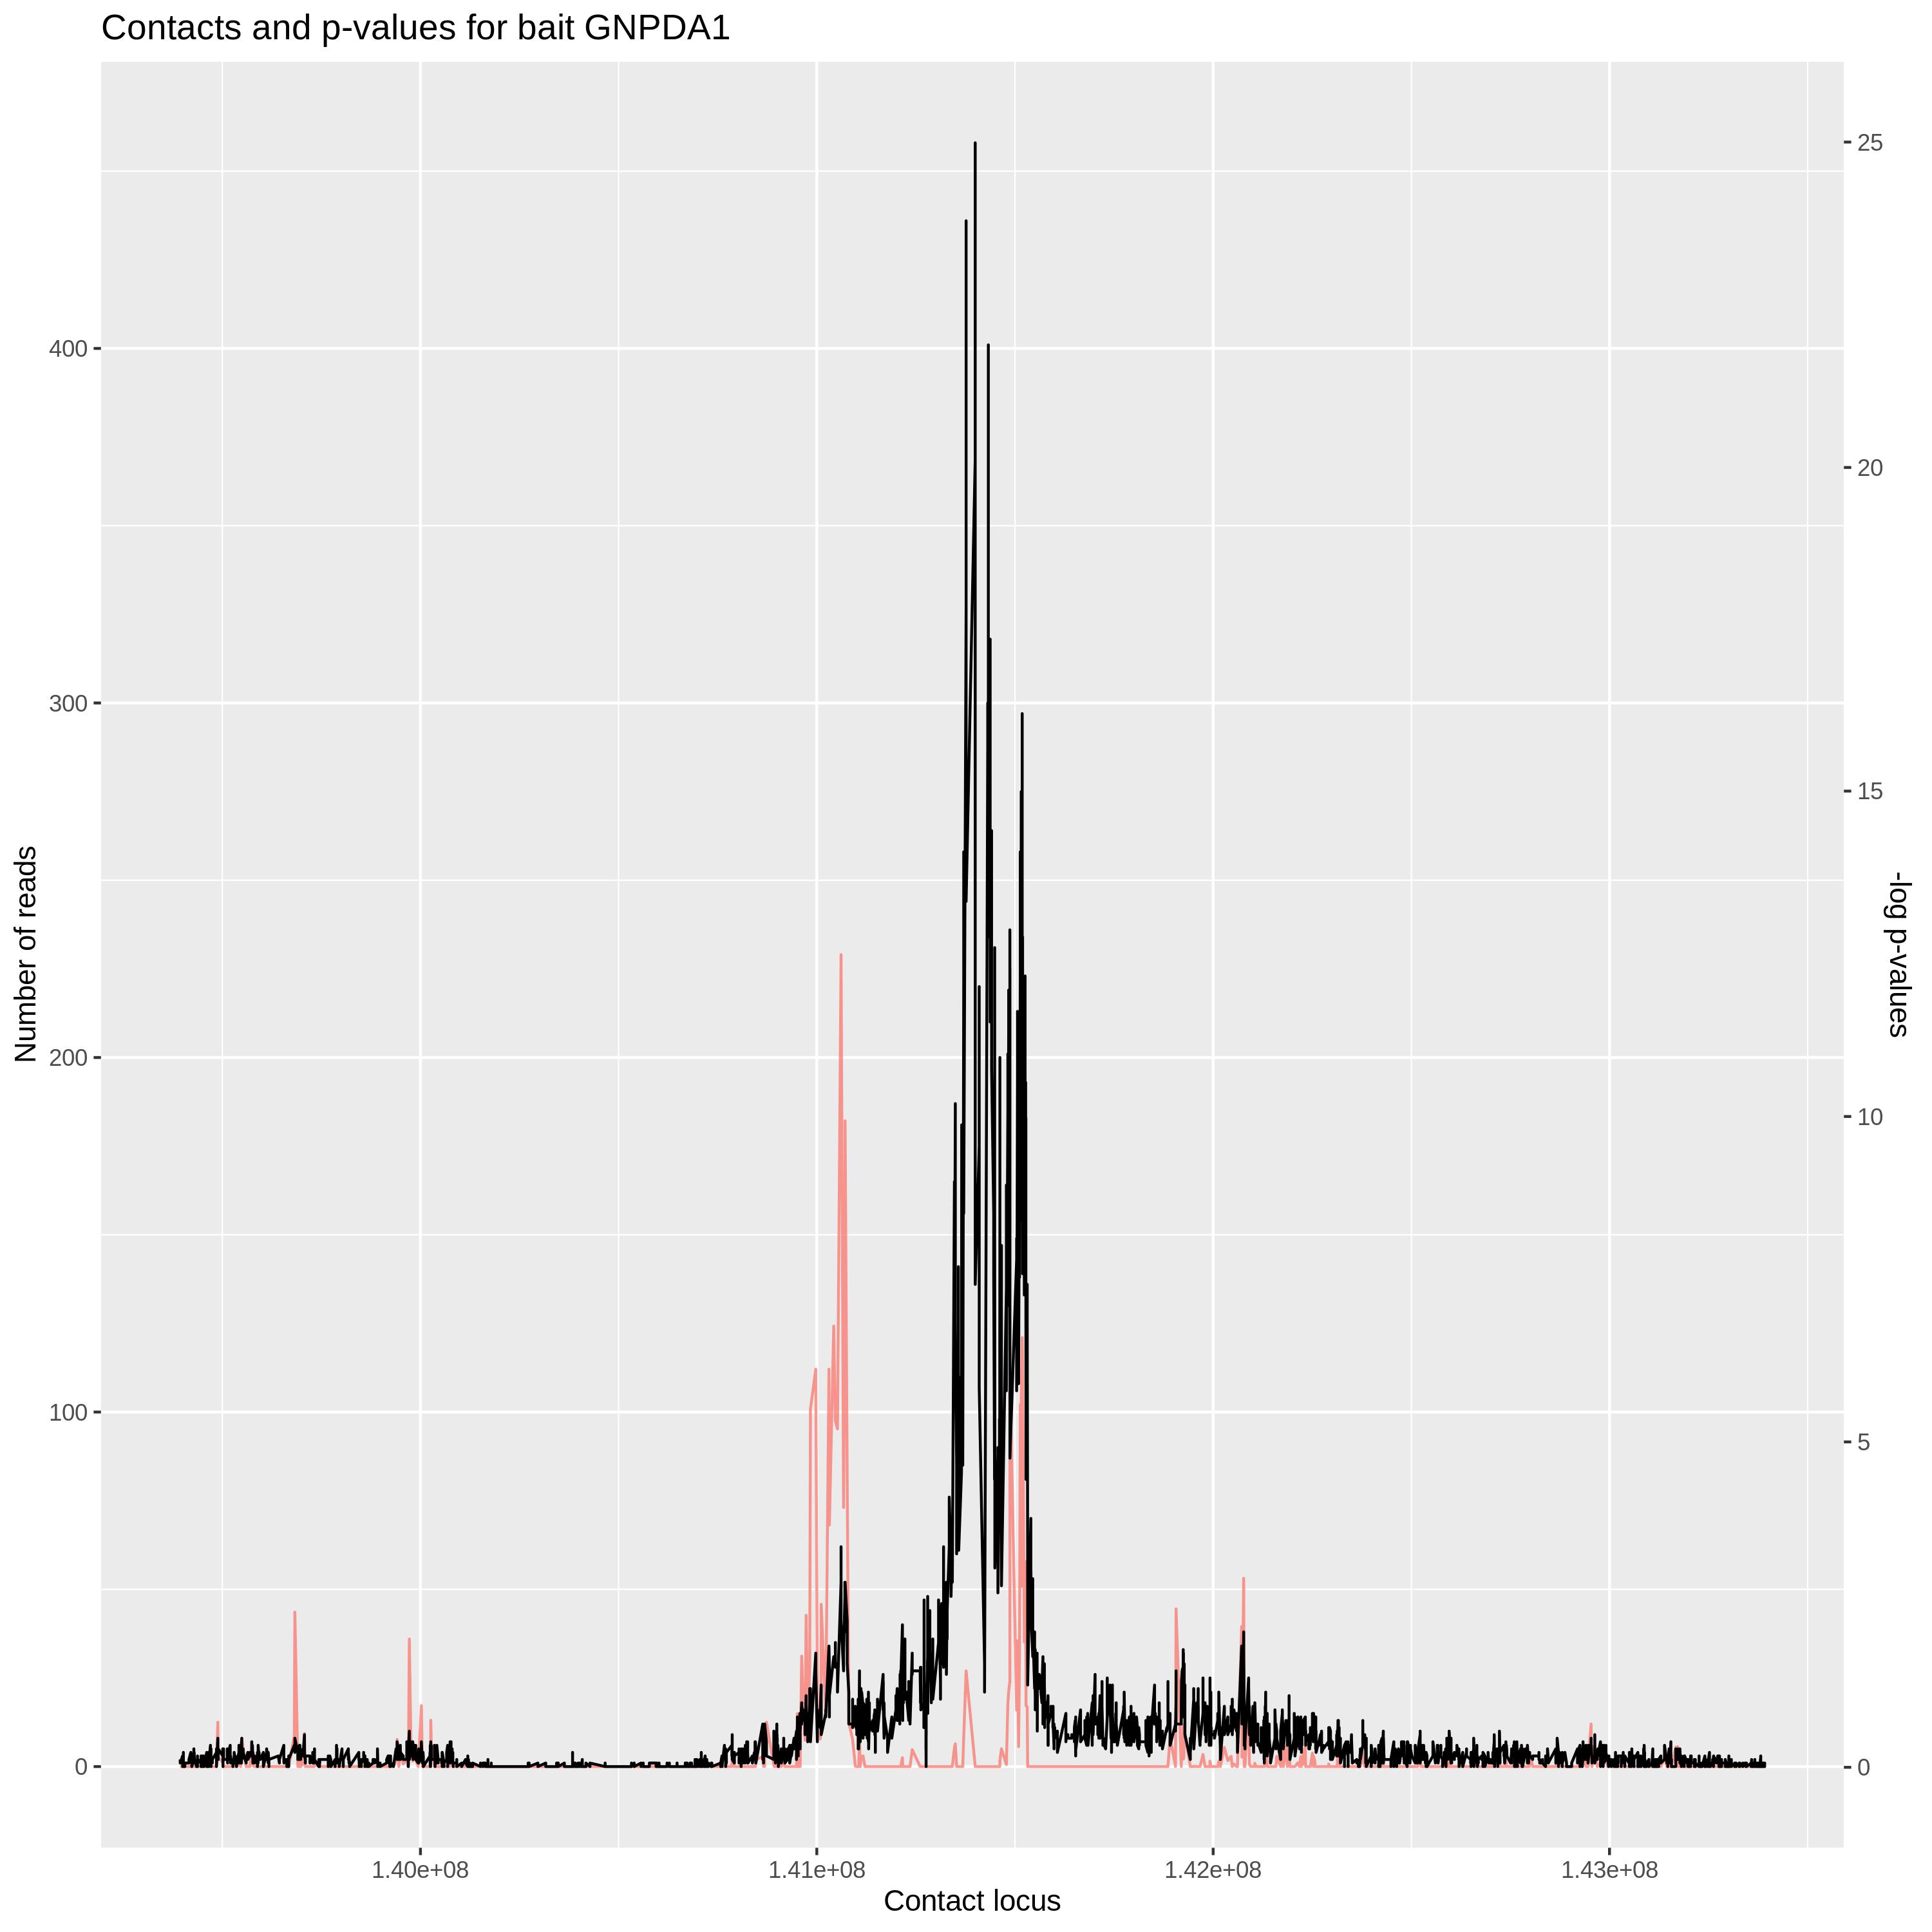 Contacts and p-values for bait GNPDA1
Number of reads
400
300
200
100
0
25
20
15
10
5
0
-log p-values
1.40e+08
1.41e+08
1.42e+08
1.43e+08
Contact locus